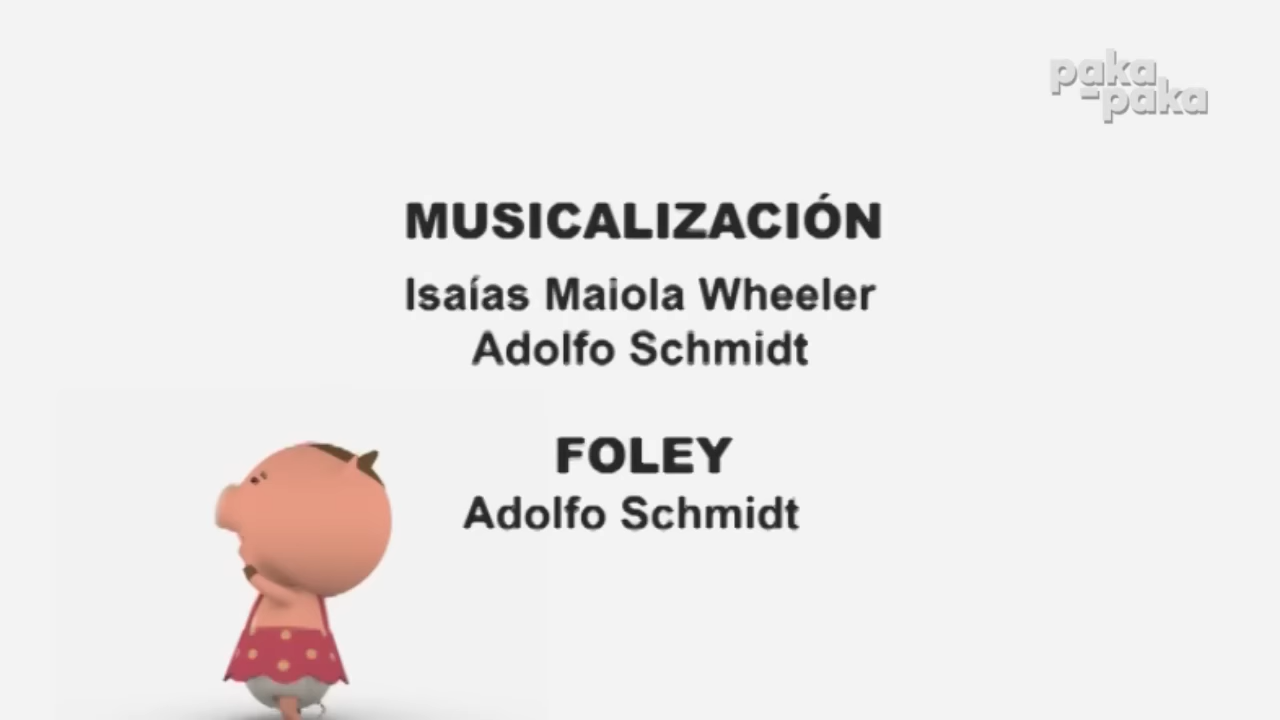 paka
-paka
MUSICALIZACIÓN
Isaías Maiola Wheeler
Adolfo Schmidt
FOLEY
Adolfo Schmidt